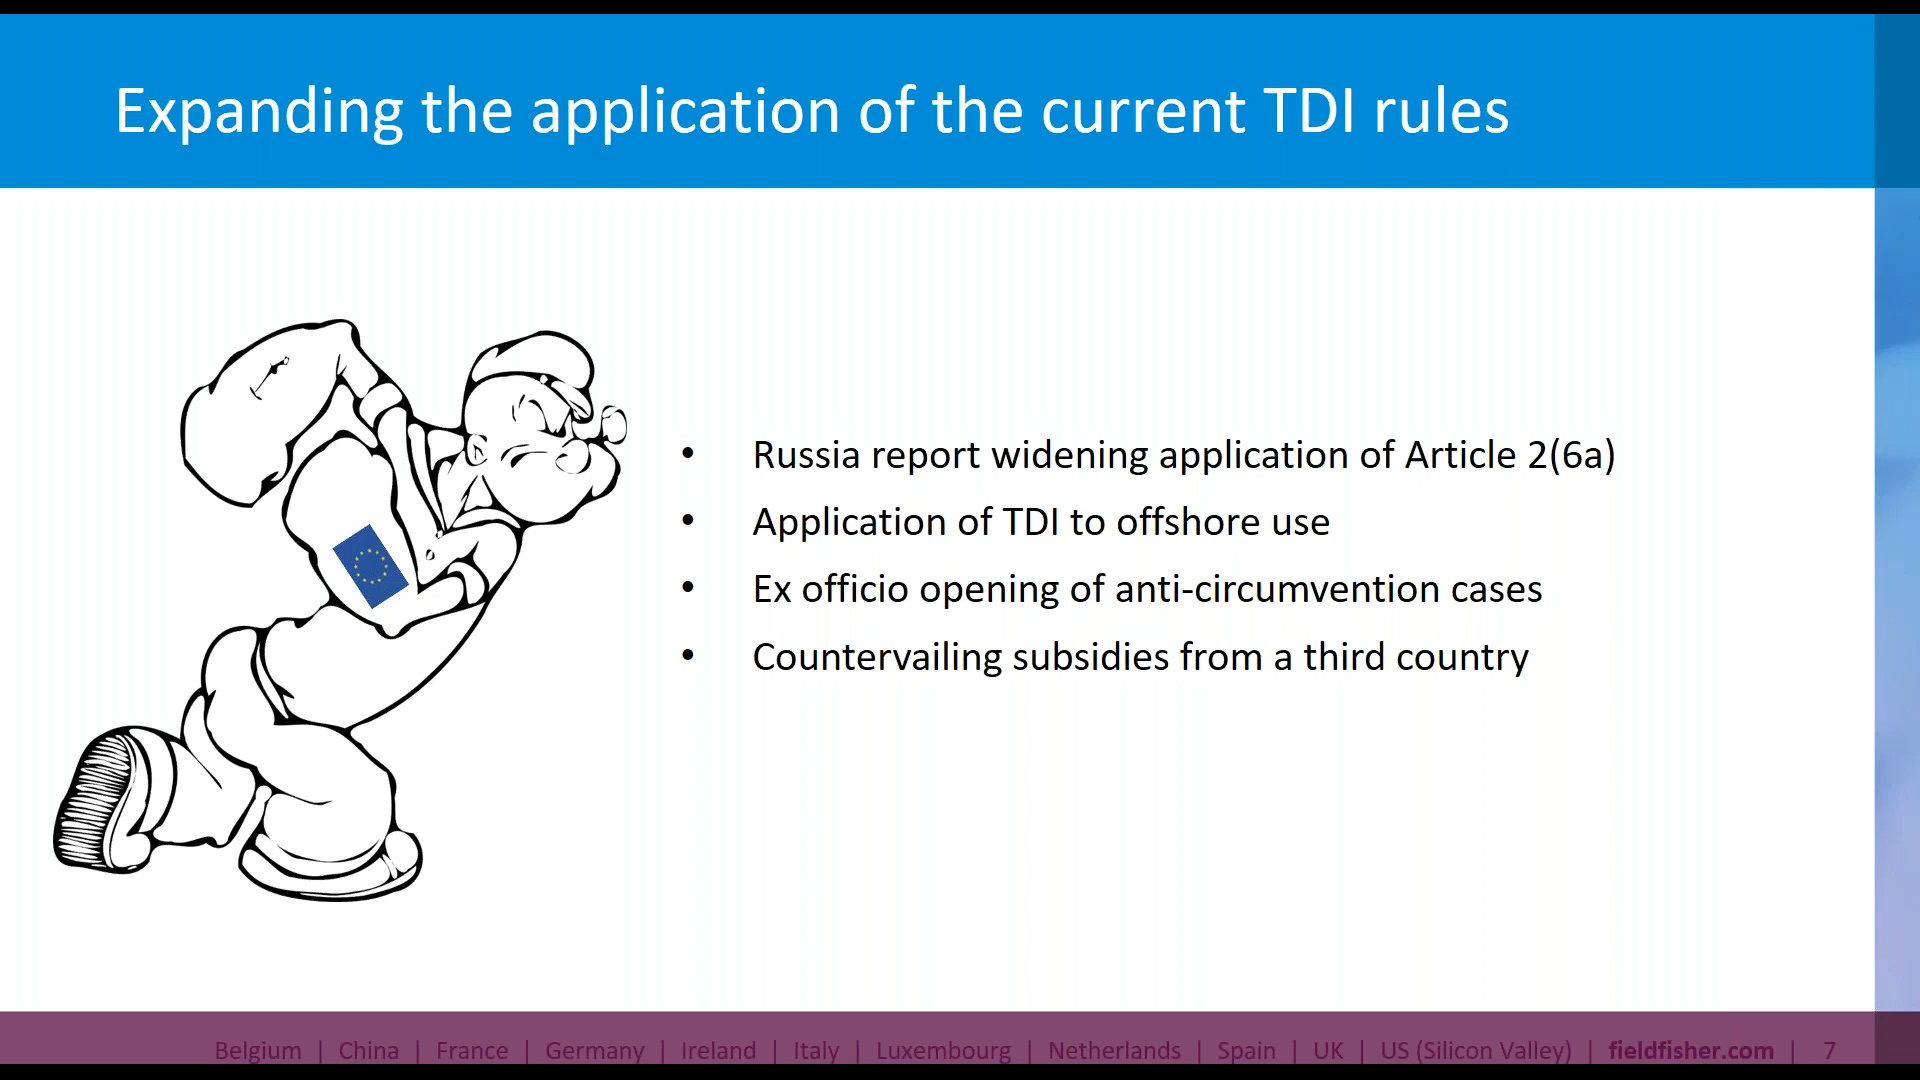 Expanding the application of the current TDI rules
• Russia report widening application of Article 2(6a)
• Application of TDI to offshore use
• Ex officio opening of anti-circumvention cases
• Countervailing subsidies from a third country
Belgium | China | France | Germany | Ireland | Italy | Luxembourg | Netherlands | Spain | UK | US (Silicon Valley) | fieldfisher.com | 7